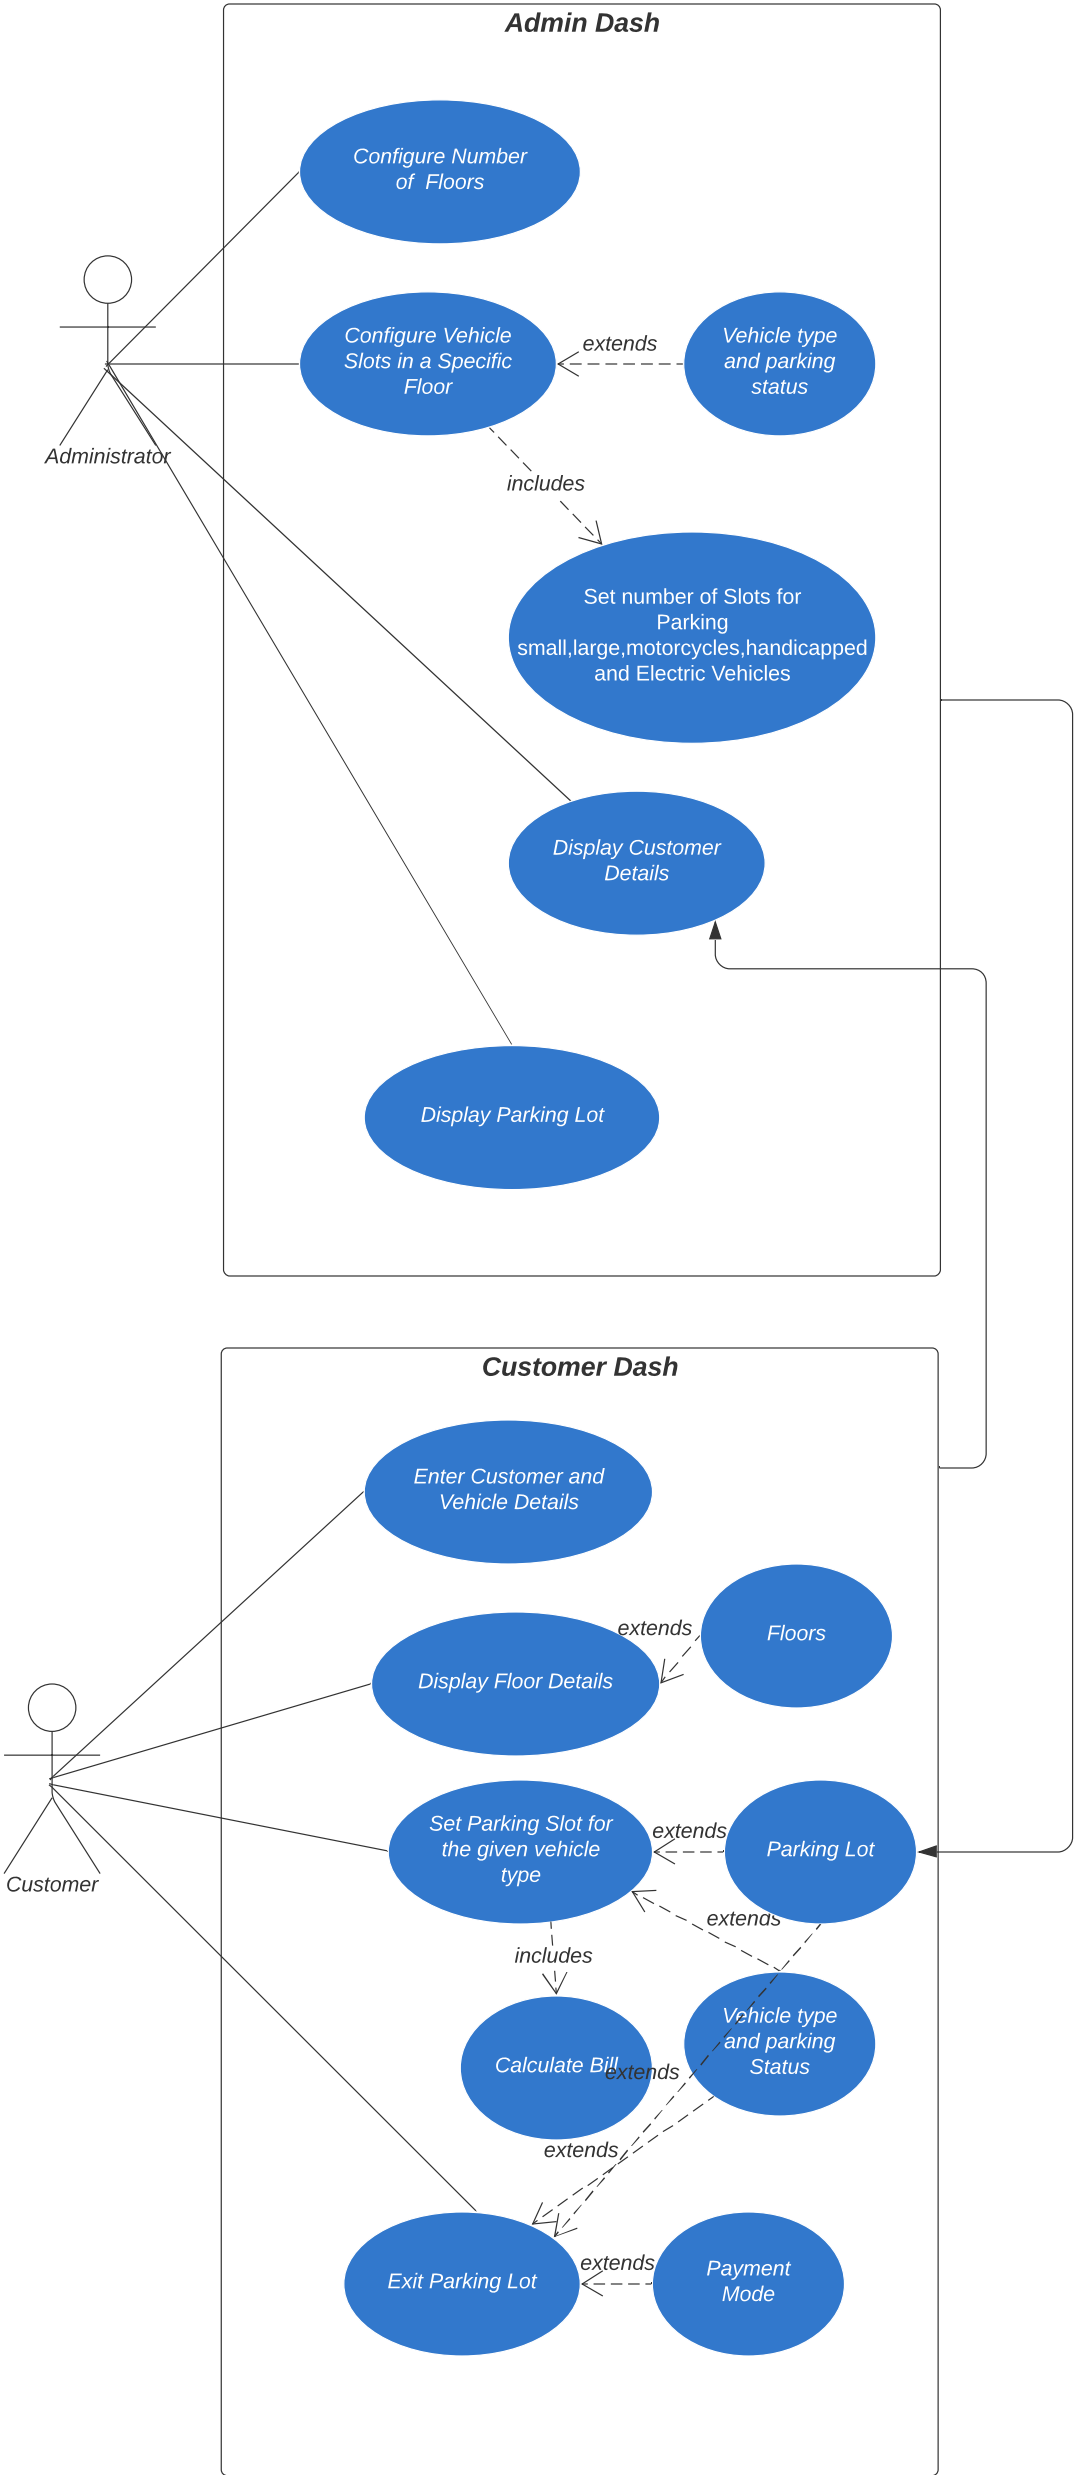 Admin Dash
Configure Number
of  Floors
Administrator
Configure Vehicle
Slots in a Specific
Floor
extends
Vehicle type
and parking
status
includes
Set number of Slots for
Parking
small,large,motorcycles,handicapped
and Electric Vehicles
Display Customer
Details
Display Parking Lot
Customer Dash
Enter Customer and
Vehicle Details
extends
Floors
Display Floor Details
Customer
Set Parking Slot for
the given vehicle
type
extends
Parking Lot
extends
includes
Calculate Bill
Vehicle type
and parking
Status
extends
extends
Exit Parking Lot
extends
Payment
Mode